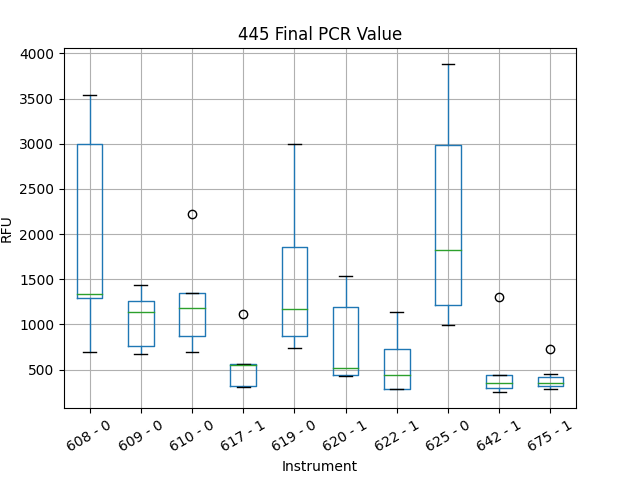 445 Final PCR Value
4000
3500
3000
2500
2000
1500
1000
500
RFU
608 - 0
609 - 0
610 - 0
617 - 1
619 - 0
620 - 1
622 - 1
625 - 0
642 - 1
675 - 1
Instrument